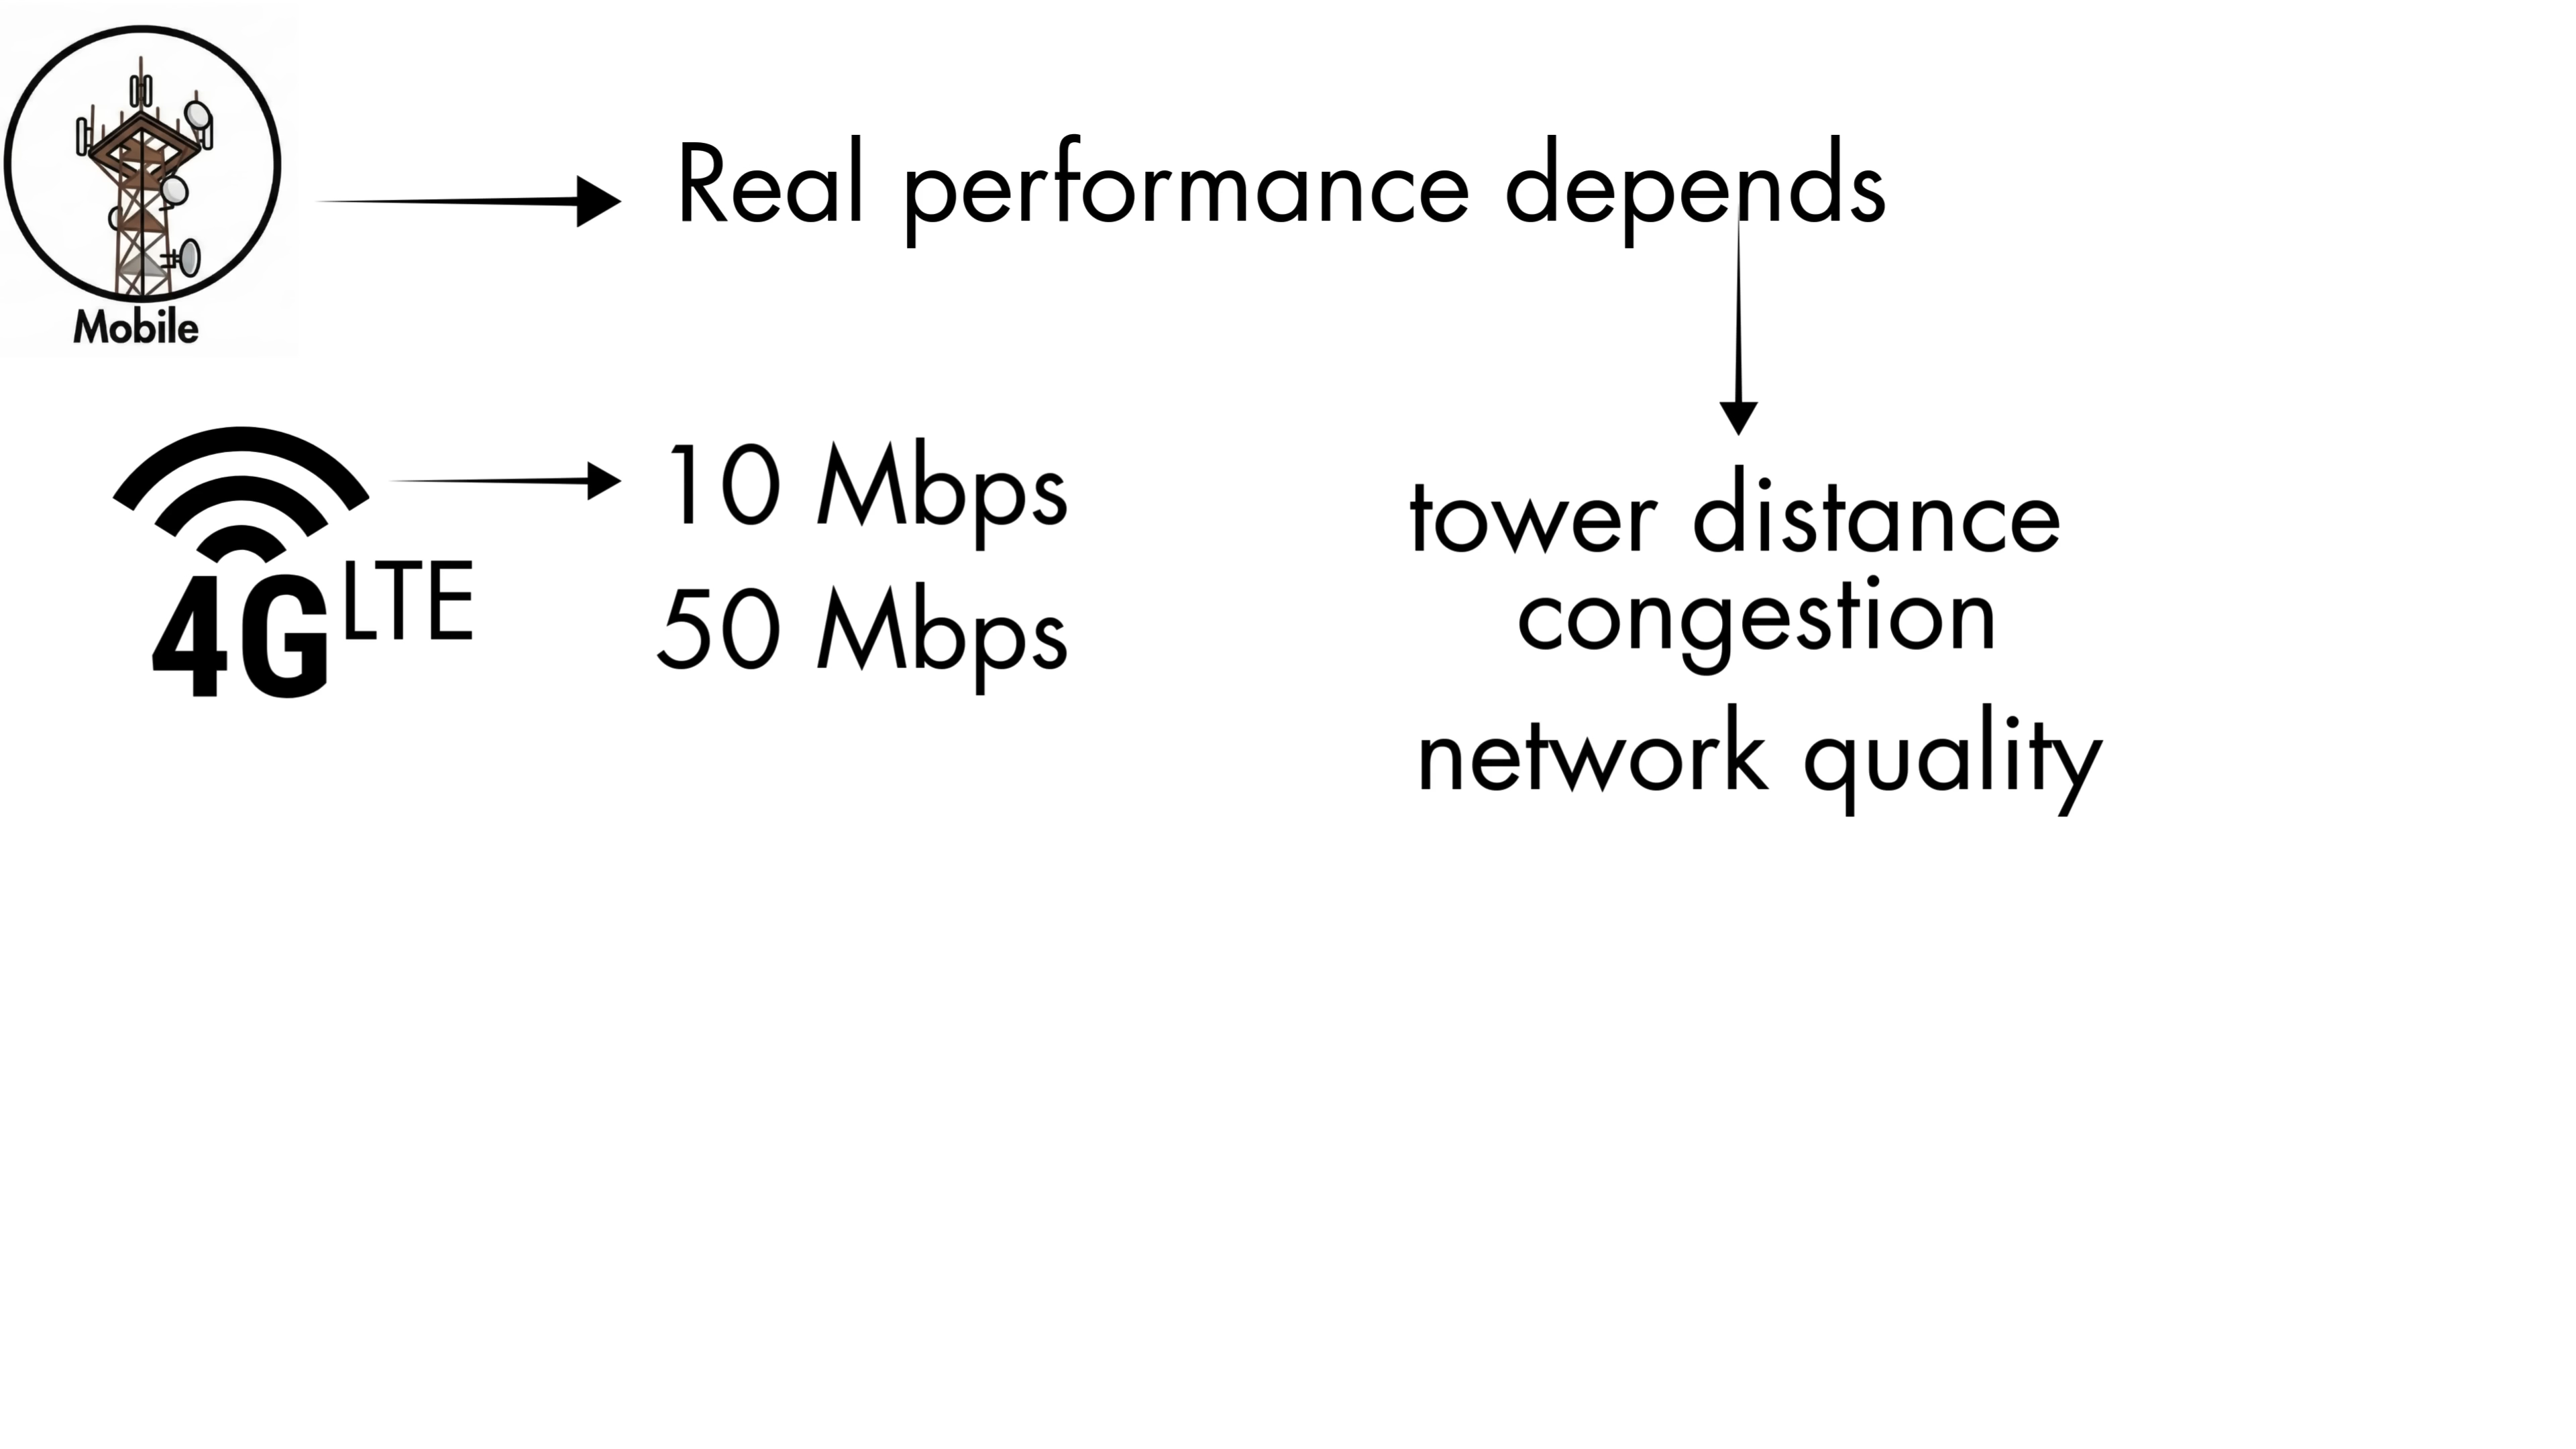 Mobile
Real performance depends
4G LTE
10 Mbps
50 Mbps
tower distance
congestion
network quality